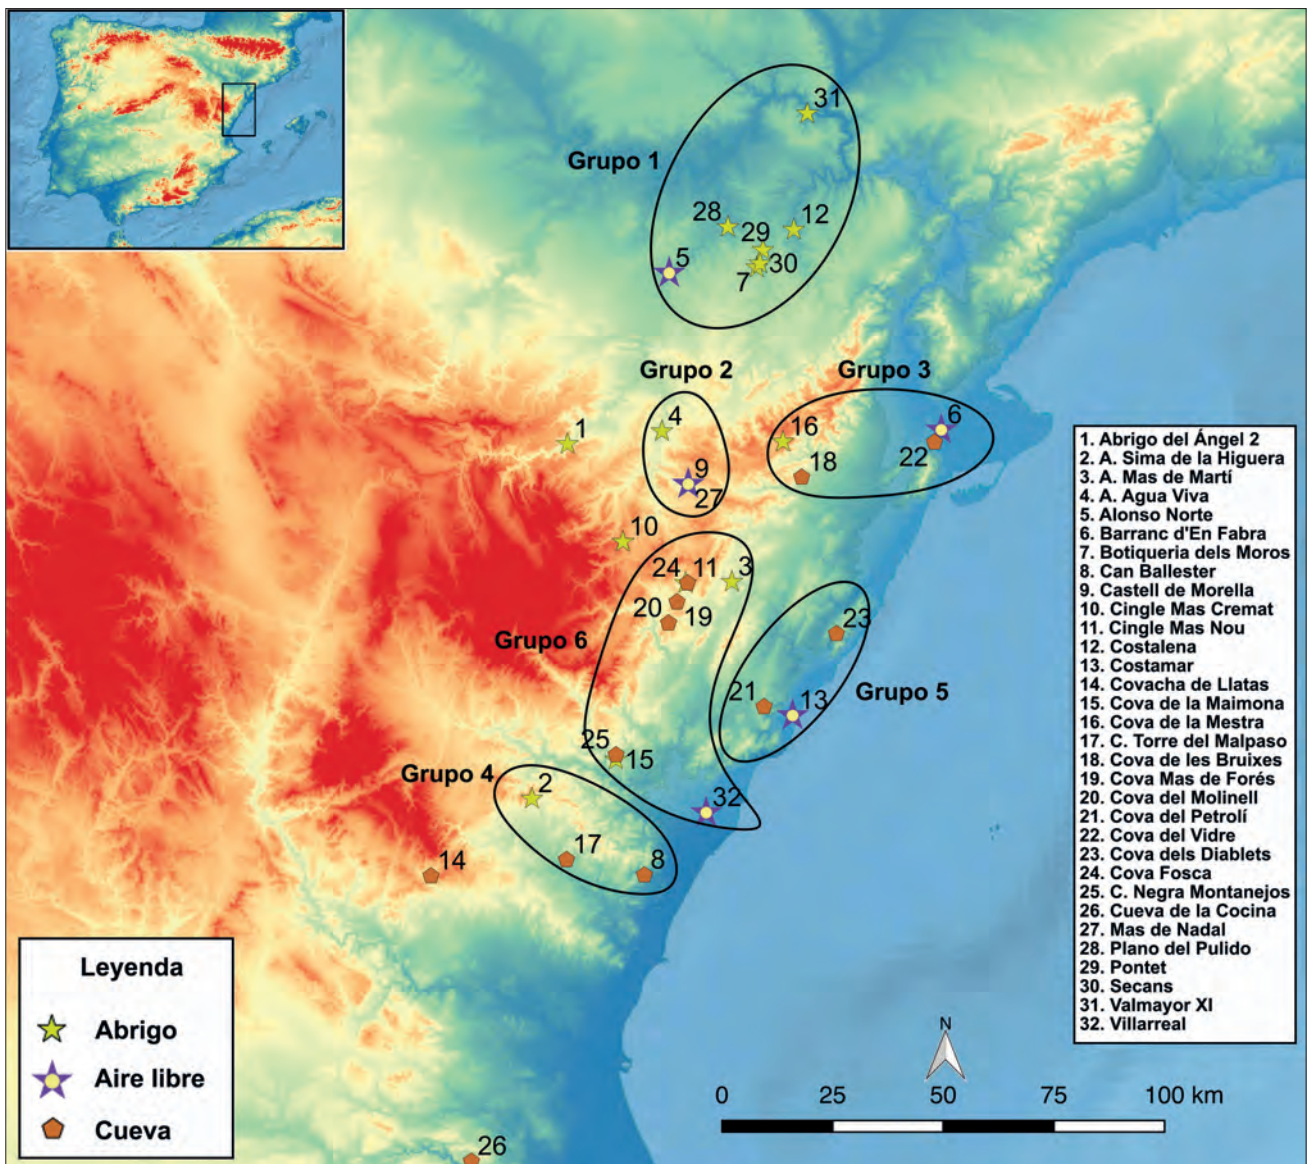 31
Grupo 1
28
12
29
5
30
7
Grupo 2
Grupo 3
4
6
1
16
22
18
9
27
10
24
11
3
20
19
23
Grupo 6
21
13
Grupo 5
25
15
Grupo 4
2
32
17
8
14
26
1. Abrigo del Ángel 2
2. A. Sima de la Higuera
3. A. Mas de Martí
4. A. Agua Viva
5. Alonso Norte
6. Barranc d'En Fabra
7. Botiqueria dels Moros
8. Can Ballester
9. Castell de Morella
10. Cingle Mas Cremat
11. Cingle Mas Nou
12. Costalena
13. Costamar
14. Covacha de Llatas
15. Cova de la Maimona
16. Cova de la Mestra
17. C. Torre del Malpaso
18. Cova de les Bruixes
19. Cova Mas de Forés
20. Cova del Molinell
21. Cova del Petrolí
22. Cova del Vidre
23. Cova dels Diablets
24. Cova Fosca
25. C. Negra Montanejos
26. Cueva de la Cocina
27. Mas de Nadal
28. Plano del Pulido
29. Pontet
30. Secans
31. Valmayor XI
32. Villarreal
Leyenda
Abrigo
Aire libre
Cueva
N
0 25 50 75 100 km